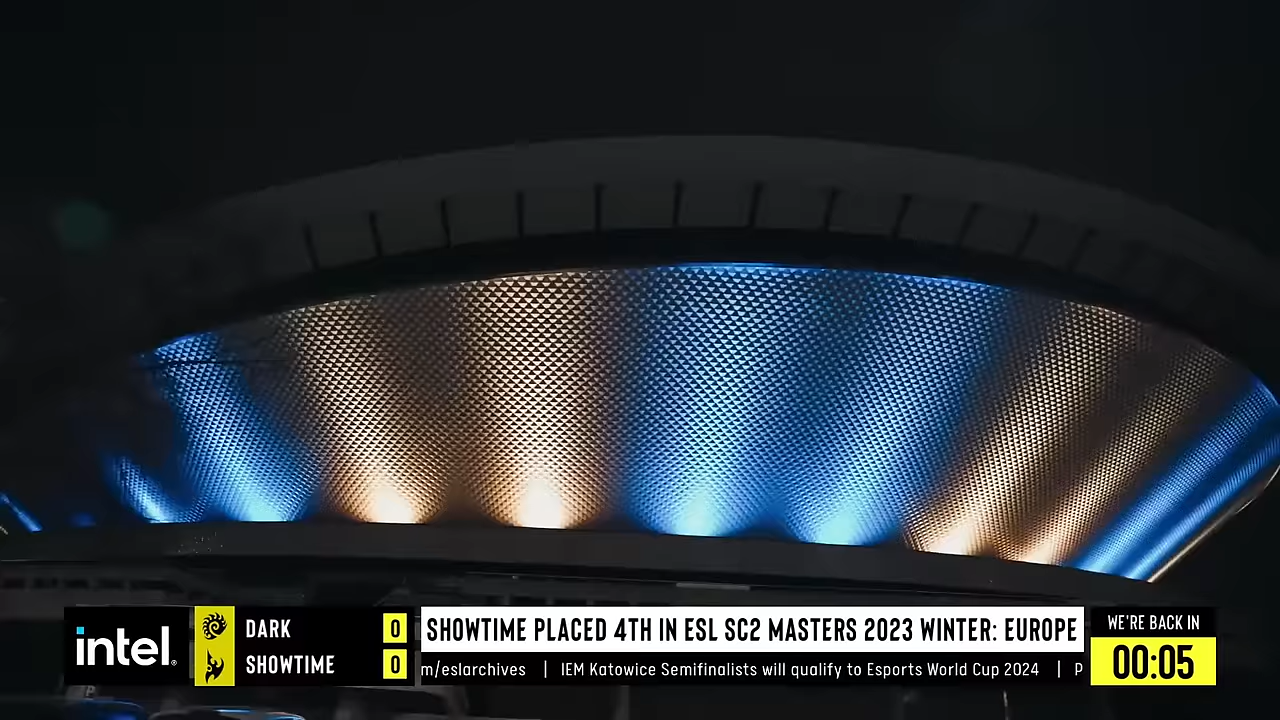 intel.
DARK 0
SHOWTIME 0
SHOWTIME PLACED 4TH IN ESL SC2 MASTERS 2023 WINTER: EUROPE
m/eslarchives | IEM Katowice Semifinalists will qualify to Esports World Cup 2024 | P
WE'RE BACK IN
00:05